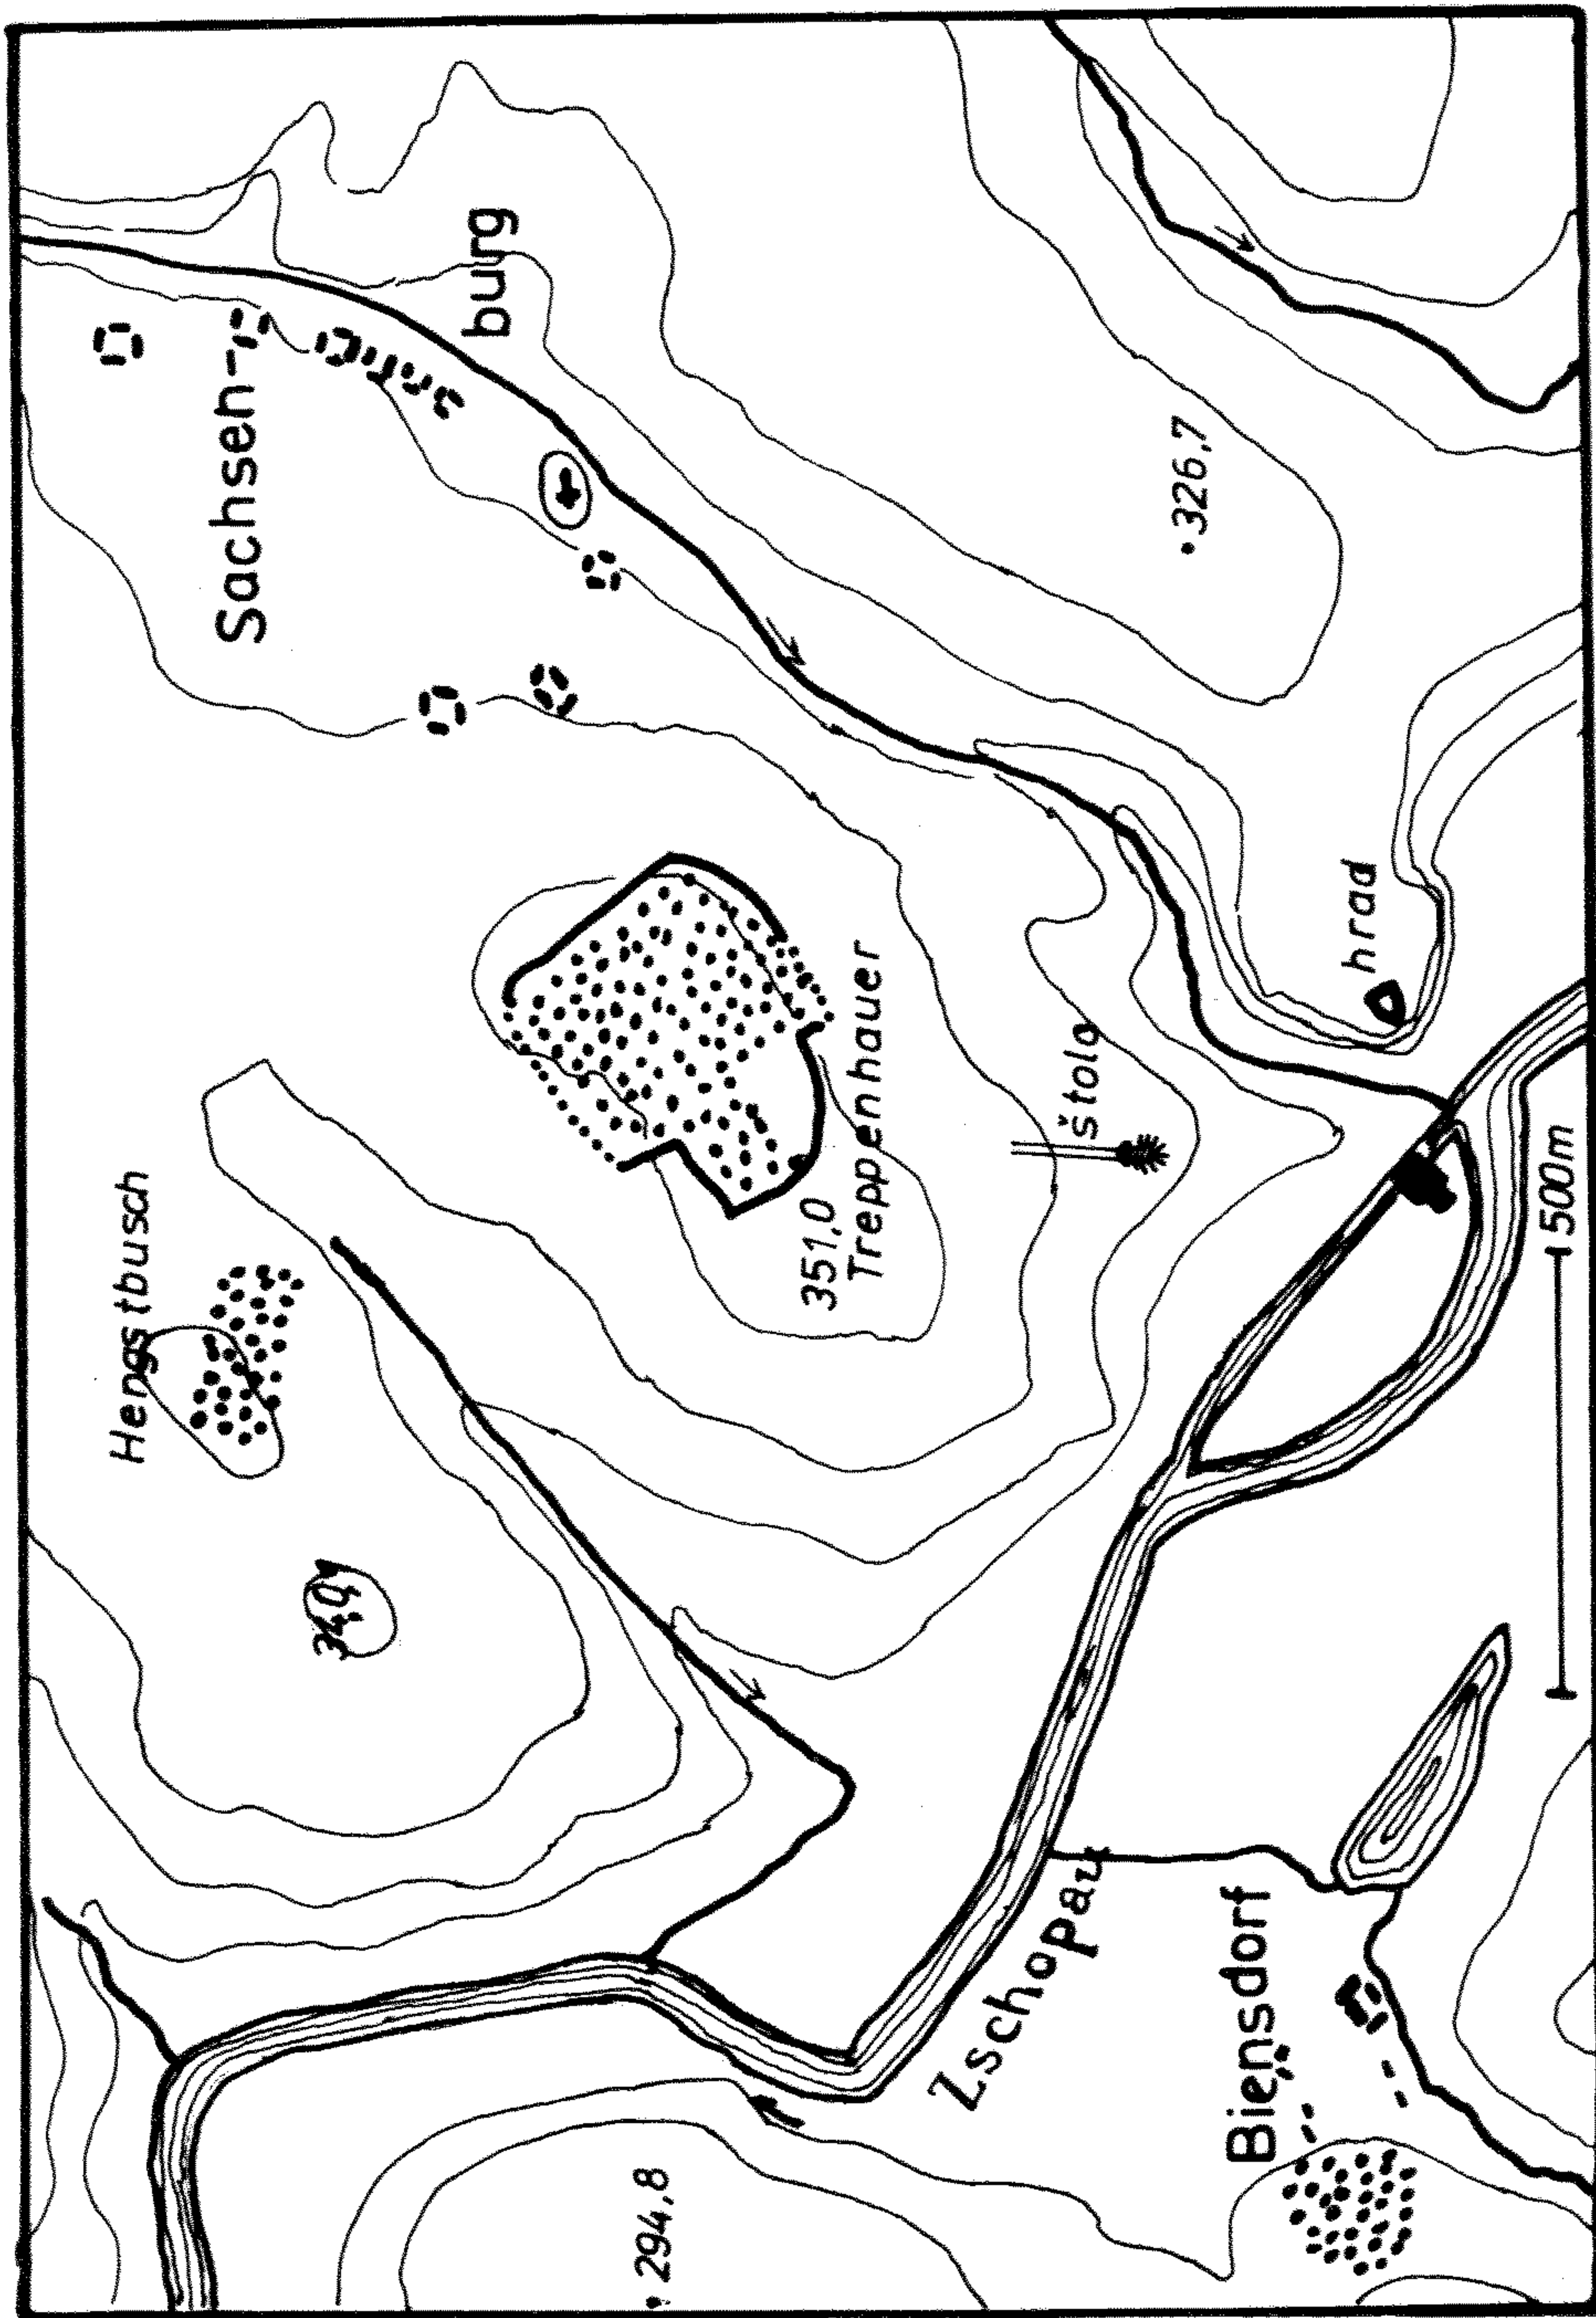 Hengstbusch
Sachsen-
burg
340,
351,0
Treppenhauer
štola
326,7
hrad
294,8
Zschopau
Biensdorf
500m